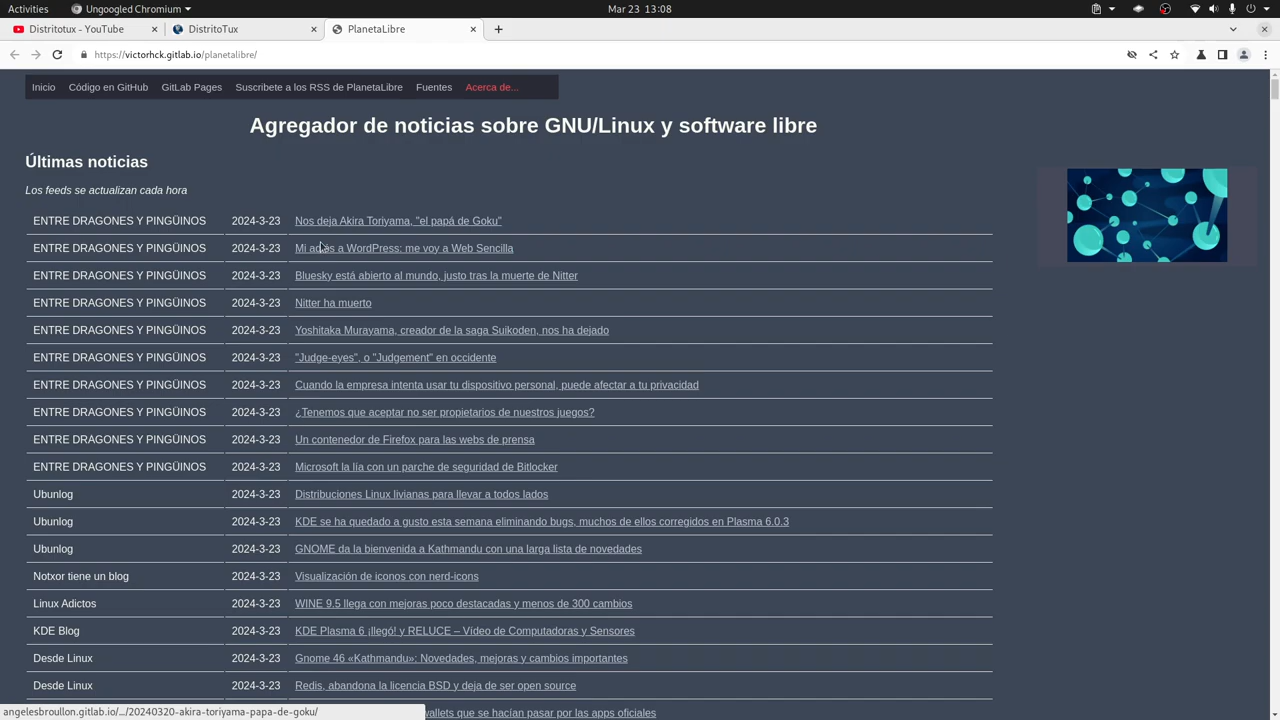 Activities Ungoogled Chromium Mar 23 13:08
Distritotux - YouTube DistritoTux PlanetaLibre
https://victorhck.gitlab.io/planetalibre/
Inicio Código en GitHub GitLab Pages Suscribete a los RSS de PlanetaLibre Fuentes Acerca de...
Agregador de noticias sobre GNU/Linux y software libre
Últimas noticias
Los feeds se actualizan cada hora
ENTRE DRAGONES Y PINGÜINOS 2024-3-23 Nos deja Akira Toriyama, "el papá de Goku"
ENTRE DRAGONES Y PINGÜINOS 2024-3-23 Mi adiós a WordPress: me voy a Web Sencilla
ENTRE DRAGONES Y PINGÜINOS 2024-3-23 Bluesky está abierto al mundo, justo tras la muerte de Nitter
ENTRE DRAGONES Y PINGÜINOS 2024-3-23 Nitter ha muerto
ENTRE DRAGONES Y PINGÜINOS 2024-3-23 Yoshitaka Murayama, creador de la saga Suikoden, nos ha dejado
ENTRE DRAGONES Y PINGÜINOS 2024-3-23 "Judge-eyes", o "Judgement" en occidente
ENTRE DRAGONES Y PINGÜINOS 2024-3-23 Cuando la empresa intenta usar tu dispositivo personal, puede afectar a tu privacidad
ENTRE DRAGONES Y PINGÜINOS 2024-3-23 ¿Tenemos que aceptar no ser propietarios de nuestros juegos?
ENTRE DRAGONES Y PINGÜINOS 2024-3-23 Un contenedor de Firefox para las webs de prensa
ENTRE DRAGONES Y PINGÜINOS 2024-3-23 Microsoft la lía con un parche de seguridad de Bitlocker
Ubunlog 2024-3-23 Distribuciones Linux livianas para llevar a todos lados
Ubunlog 2024-3-23 KDE se ha quedado a gusto esta semana eliminando bugs, muchos de ellos corregidos en Plasma 6.0.3
Ubunlog 2024-3-23 GNOME da la bienvenida a Kathmandu con una larga lista de novedades
Notxor tiene un blog 2024-3-23 Visualización de iconos con nerd-icons
Linux Adictos 2024-3-23 WINE 9.5 llega con mejoras poco destacadas y menos de 300 cambios
KDE Blog 2024-3-23 KDE Plasma 6 ¡llegó! y RELUCE – Vídeo de Computadoras y Sensores
Desde Linux 2024-3-23 Gnome 46 «Kathmandu»: Novedades, mejoras y cambios importantes
Desde Linux 2024-3-23 Redis, abandona la licencia BSD y deja de ser open source
angelesbroullon.gitlab.io/.../20240320-akira-toriyama-papa-de-goku/ wallets que se hacían pasar por las apps oficiales